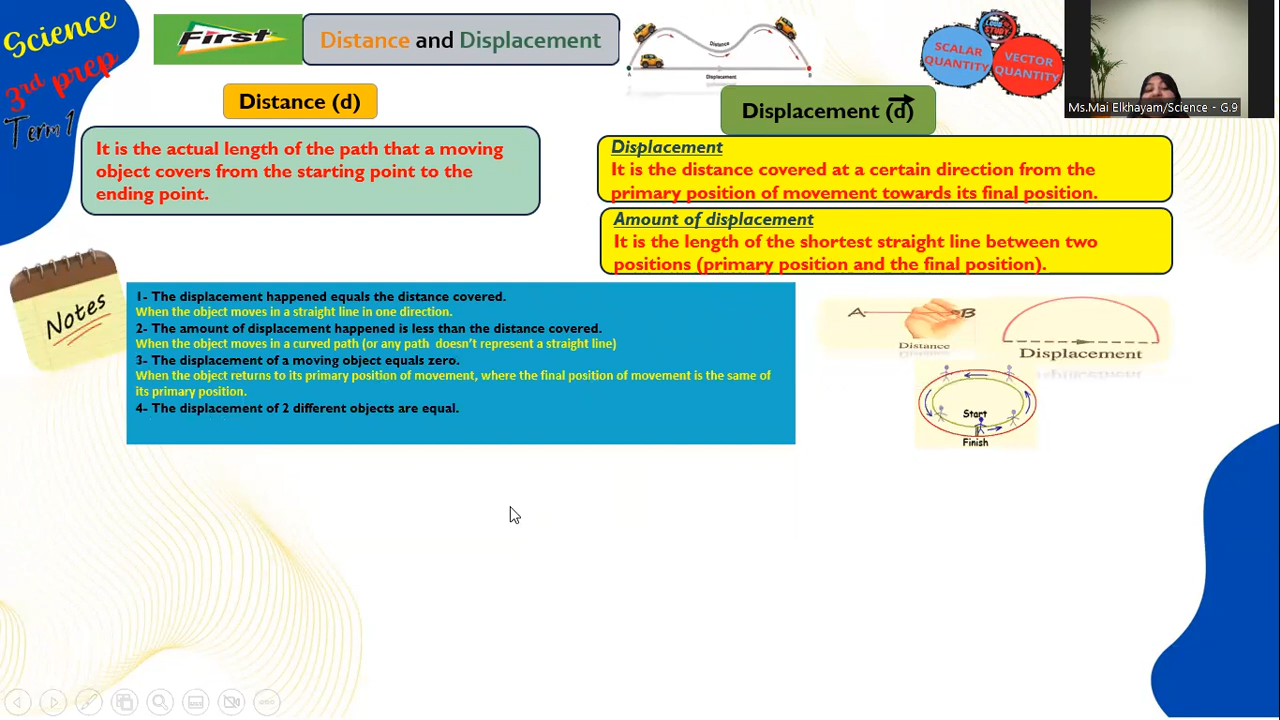 Science
3rd prep
Term 1
First
Distance and Displacement
Distance
A
B
Displacement
SCALAR
QUANTITY
LOUD
STUDY
VECTOR
QUANTITY
Ms.Mai Elkhayam/Science - G.9
Distance (d)
Displacement (d)
It is the actual length of the path that a moving
object covers from the starting point to the
ending point.
Displacement
It is the distance covered at a certain direction from the
primary position of movement towards its final position.
Amount of displacement
It is the length of the shortest straight line between two
positions (primary position and the final position).
Notes
1- The displacement happened equals the distance covered.
When the object moves in a straight line in one direction.
2- The amount of displacement happened is less than the distance covered.
When the object moves in a curved path (or any path doesn't represent a straight line)
3- The displacement of a moving object equals zero.
When the object returns to its primary position of movement, where the final position of movement is the same of
its primary position.
4- The displacement of 2 different objects are equal.
A
B
Distance
Displacement
Start
Finish